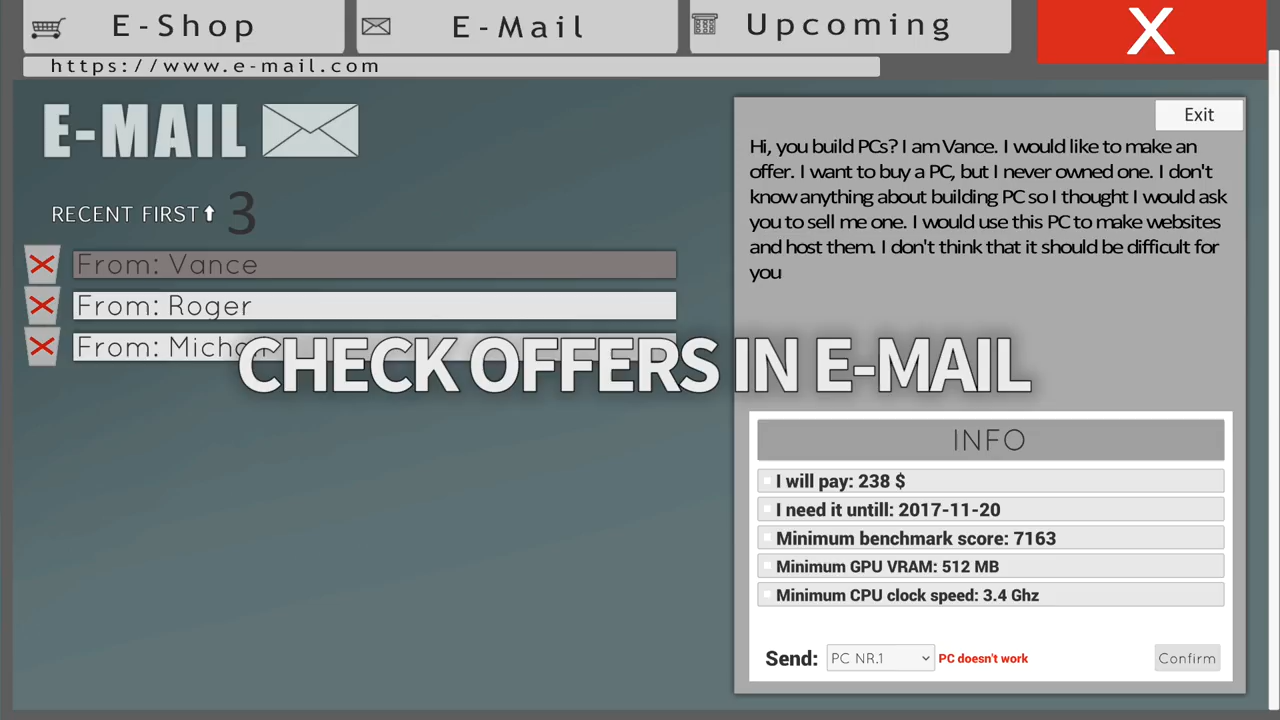 E-Shop
E-Mail
Upcoming
X
https://www.e-mail.com
E-MAIL
RECENT FIRST
3
From: Vance
From: Roger
From:
CHECK OFFERS IN E-MAIL
Exit
Hi, you build PCs? I am Vance. I would like to make an
offer. I want to buy a PC, but I never owned one. I don't
know anything about building PC so I thought I would ask
you to sell me one. I would use this PC to make websites
and host them. I don't think that it should be difficult for
you
INFO
I will pay: 238 $
I need it untill: 2017-11-20
Minimum benchmark score: 7163
Minimum GPU VRAM: 512 MB
Minimum CPU clock speed: 3.4 Ghz
Send: PC NR.1 PC doesn't work Confirm